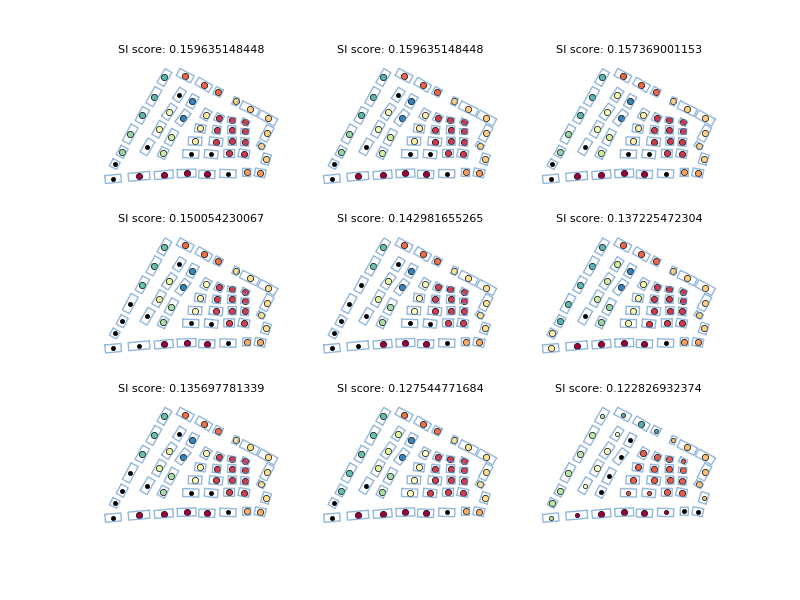 SI score: 0.159635148448
SI score: 0.159635148448
SI score: 0.157369001153
SI score: 0.150054230067
SI score: 0.142981655265
SI score: 0.137225472304
SI score: 0.135697781339
SI score: 0.127544771684
SI score: 0.122826932374